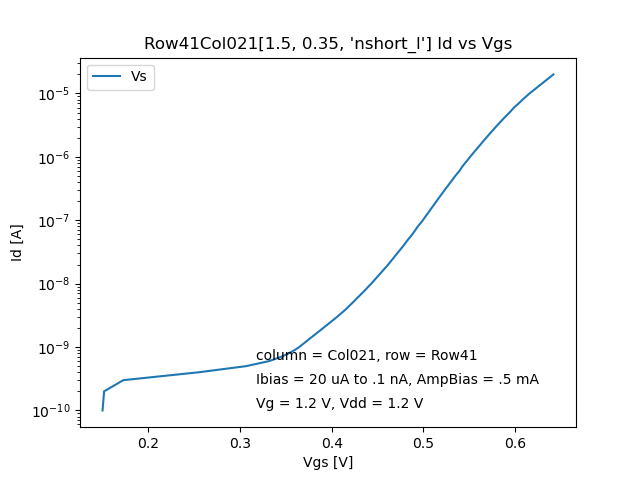 Row41Col021[1.5, 0.35, 'nshort_l'] Id vs Vgs
Vs
Id [A]
10⁻⁵
10⁻⁶
10⁻⁷
10⁻⁸
10⁻⁹
10⁻¹⁰
column = Col021, row = Row41
Ibias = 20 uA to .1 nA, AmpBias = .5 mA
Vg = 1.2 V, Vdd = 1.2 V
0.2 0.3 0.4 0.5 0.6
Vgs [V]